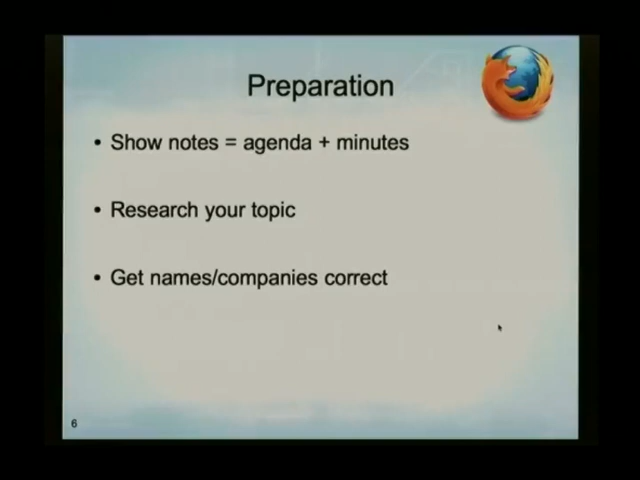 Preparation
• Show notes = agenda + minutes
• Research your topic
• Get names/companies correct
6